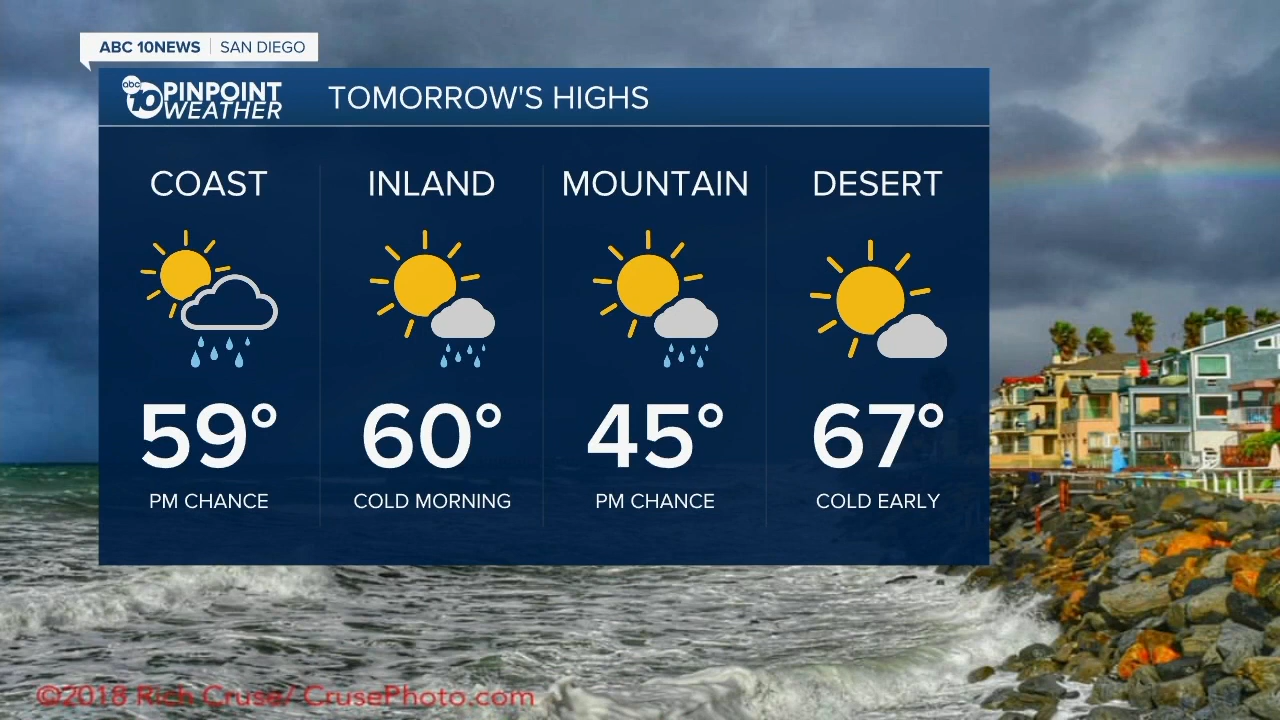 ABC 10NEWS | SAN DIEGO
abc 10 PINPOINT
WEATHER
TOMORROW'S HIGHS
COAST
INLAND
MOUNTAIN
DESERT
59°
60°
45°
67°
PM CHANCE
COLD MORNING
PM CHANCE
COLD EARLY
©2018 Rich Cruse/ CrusePhoto.com